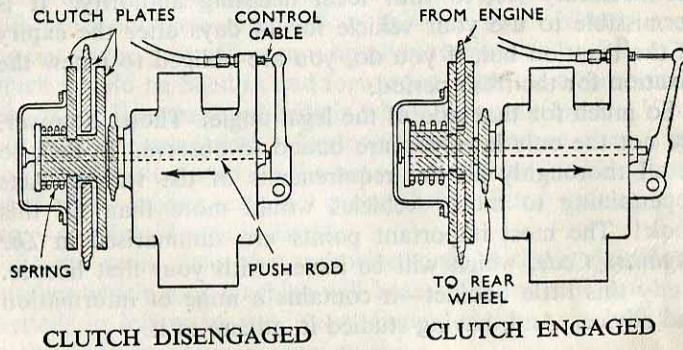 CLUTCH PLATES
CONTROL
CABLE
SPRING
PUSH ROD
CLUTCH DISENGAGED
FROM ENGINE
TO REAR
WHEEL
CLUTCH ENGAGED